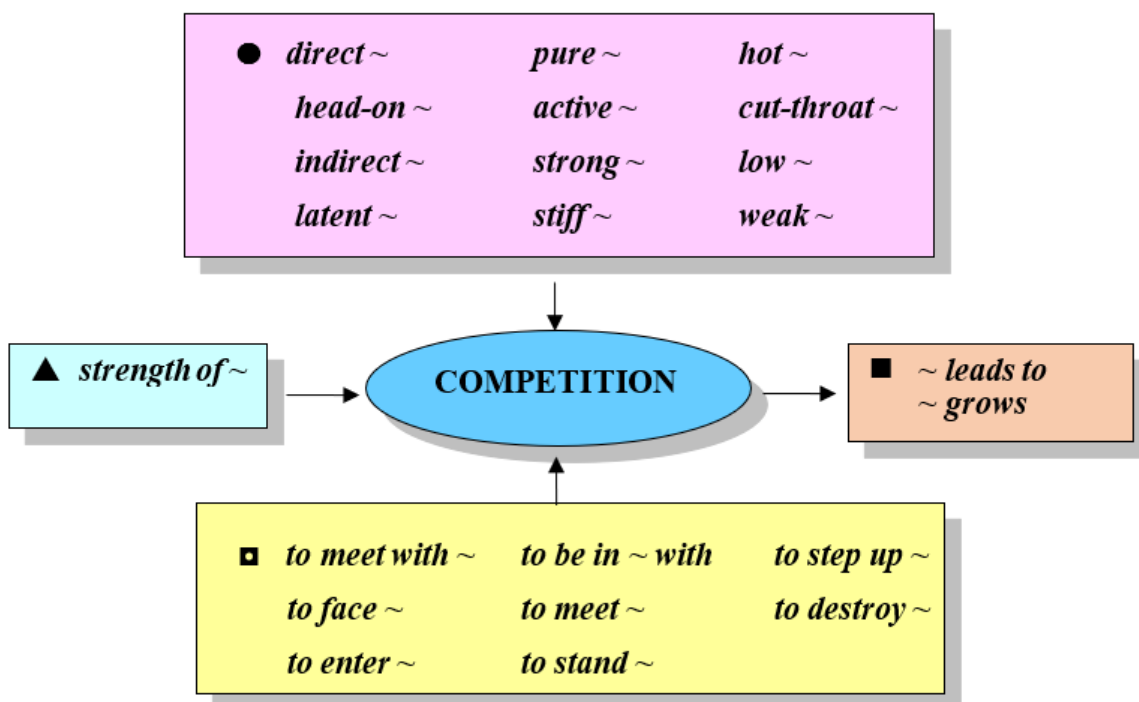 ● direct ~ pure ~ hot ~
head-on ~ active ~ cut-throat ~
indirect ~ strong ~ low ~
latent ~ stiff ~ weak ~
▲ strength of ~
COMPETITION
■ ~ leads to
~ grows
◘ to meet with ~ to be in ~ with to step up ~
to face ~ to meet ~ to destroy ~
to enter ~ to stand ~